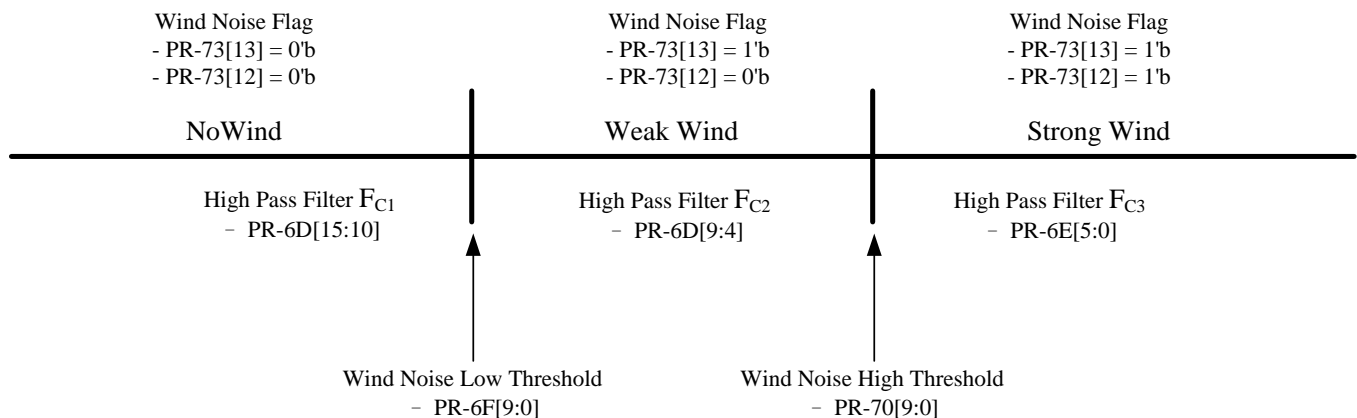 Wind Noise Flag
- PR-73[13] = 0'b
- PR-73[12] = 0'b
Wind Noise Flag
- PR-73[13] = 1'b
- PR-73[12] = 0'b
Wind Noise Flag
- PR-73[13] = 1'b
- PR-73[12] = 1'b
NoWind
Weak Wind
Strong Wind
High Pass Filter FC1
– PR-6D[15:10]
High Pass Filter FC2
– PR-6D[9:4]
High Pass Filter FC3
– PR-6E[5:0]
Wind Noise Low Threshold
– PR-6F[9:0]
Wind Noise High Threshold
– PR-70[9:0]